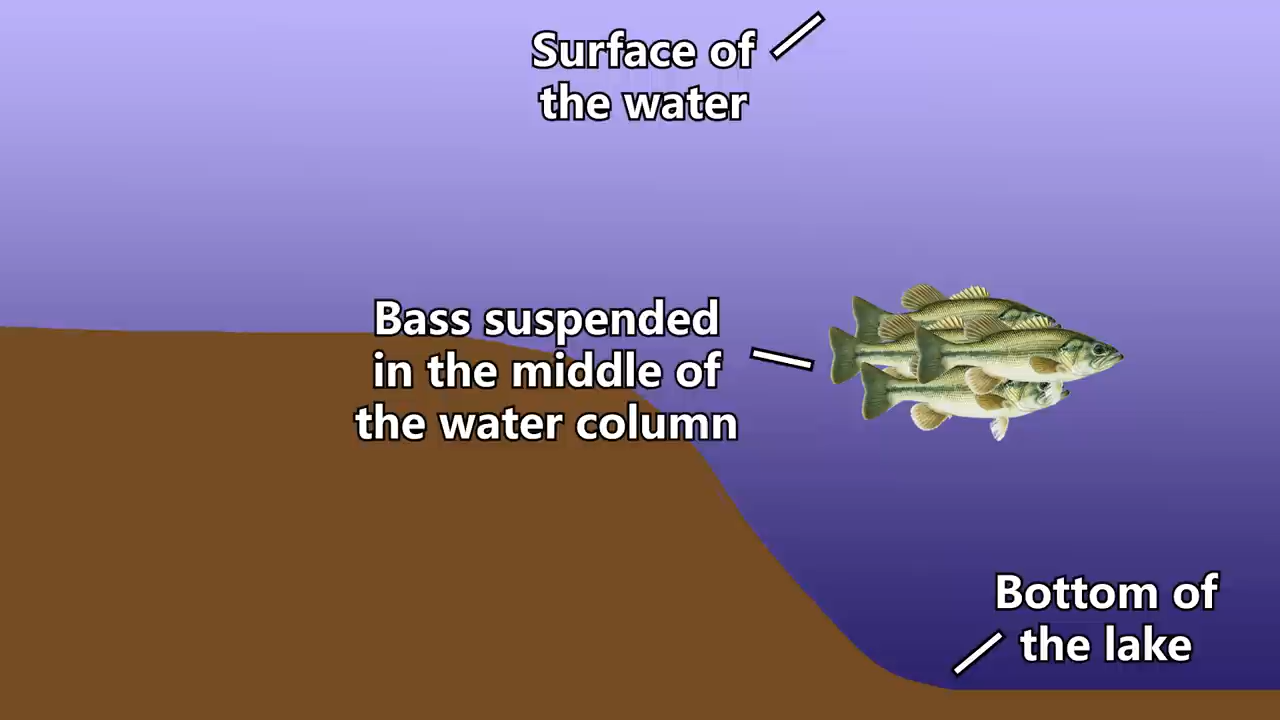 Surface of
the water
Bass suspended
in the middle of
the water column
Bottom of
the lake